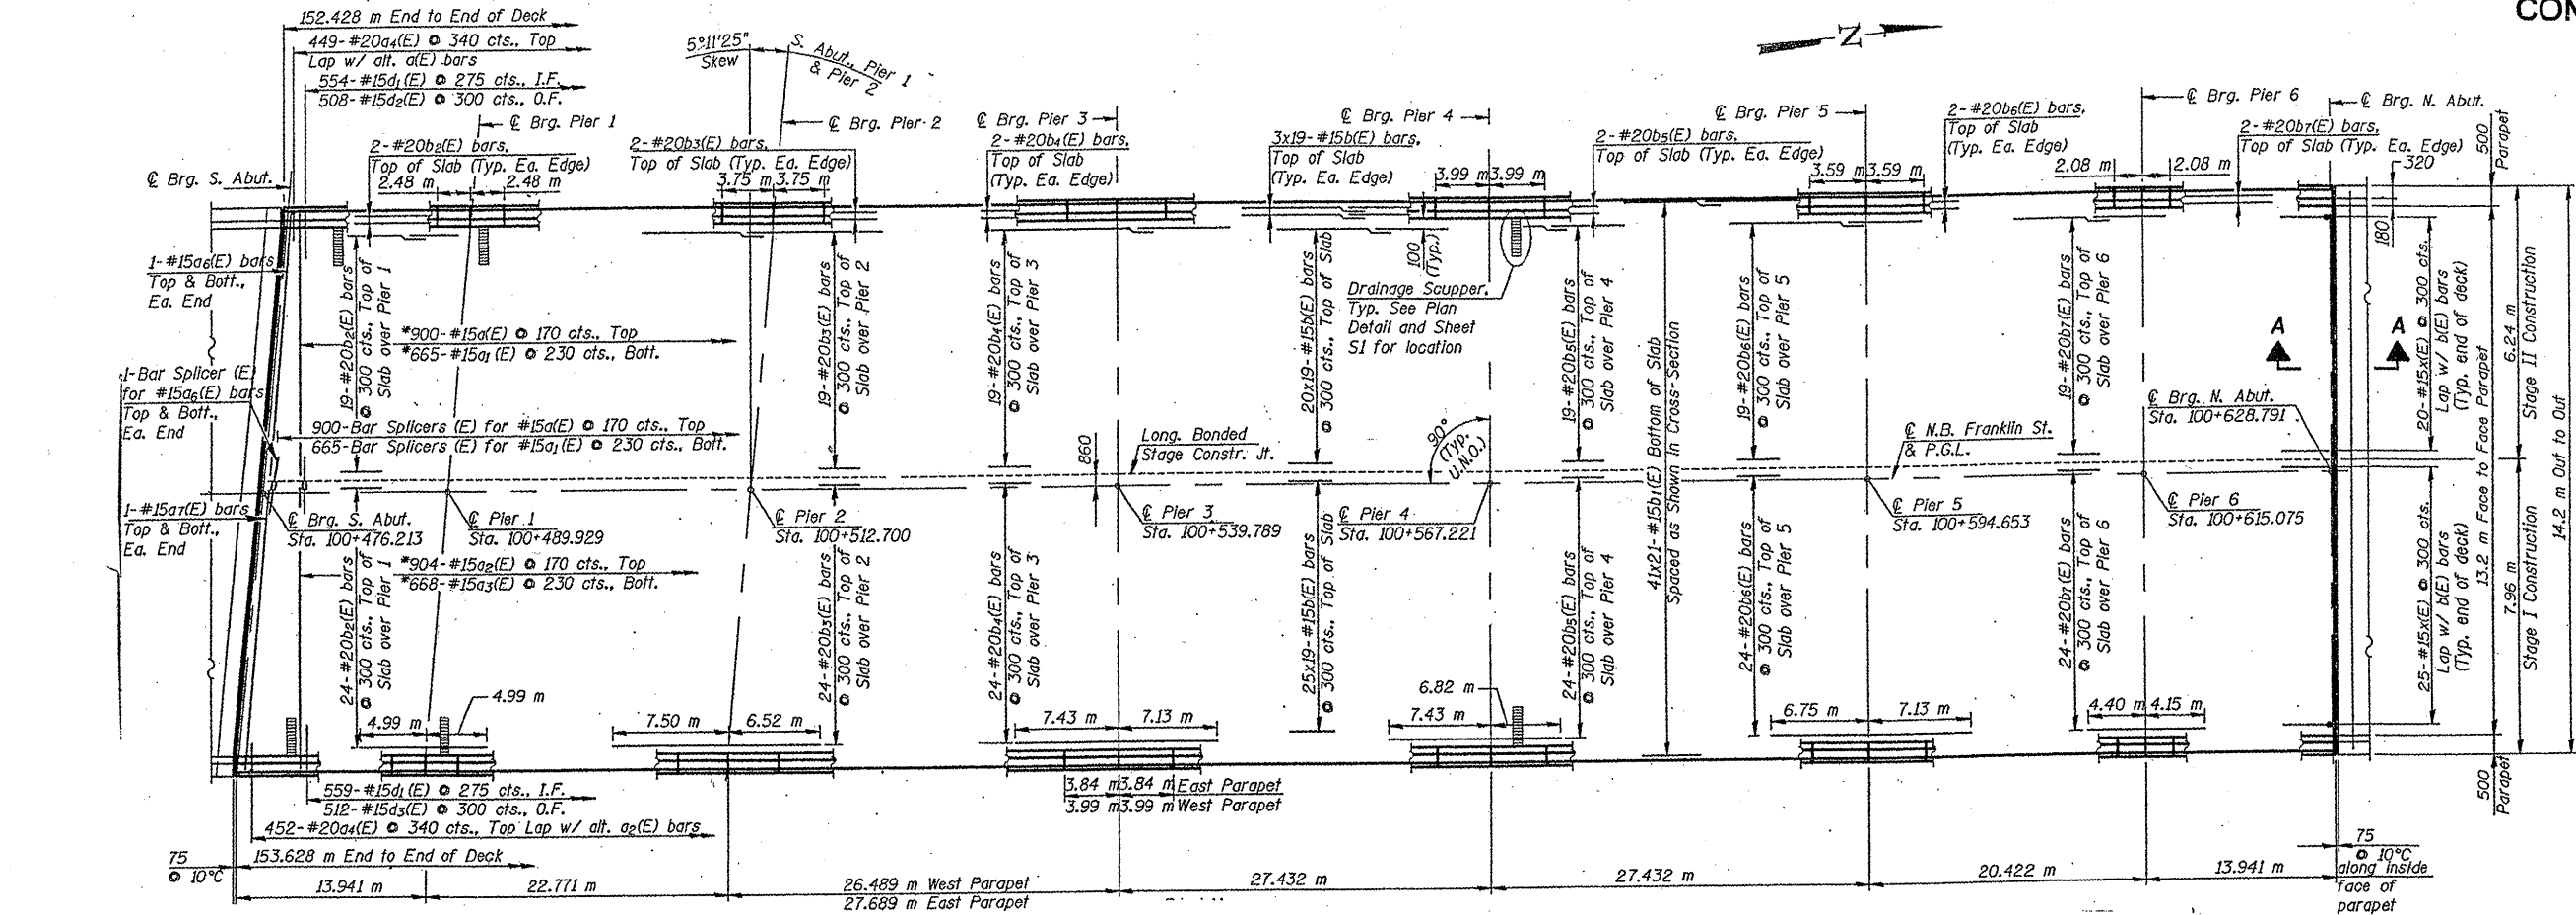 CON
152.428 m End to End of Deck
449-#20a4(E) @ 340 cts., Top
Lap w/ alt. a(E) bars
554-#15d1(E) @ 275 cts., I.F.
508-#15d2(E) @ 300 cts., O.F.
5°11'25"
Skew
S. Abut., Pier 1
& Pier 2
Z
℄ Brg. Pier 1
℄ Brg. Pier 2
℄ Brg. Pier 3
℄ Brg. Pier 4
℄ Brg. Pier 5
℄ Brg. Pier 6
℄ Brg. N. Abut.
℄ Brg. S. Abut.
2-#20b2(E) bars,
Top of Slab (Typ. Ea. Edge)
2.48 m
2.48 m
2-#20b3(E) bars,
Top of Slab (Typ. Ea. Edge)
3.75 m
3.75 m
2-#20b4(E) bars,
Top of Slab
(Typ. Ea. Edge)
3x19-#15b(E) bars,
Top of Slab
(Typ. Ea. Edge)
3.99 m
3.99 m
2-#20b5(E) bars,
Top of Slab (Typ. Ea. Edge)
3.59 m
3.59 m
2-#20b6(E) bars,
Top of Slab
(Typ. Ea. Edge)
2.08 m
2.08 m
2-#20b7(E) bars,
Top of Slab (Typ. Ea. Edge)
320
500
Parapet
180
1-#15a6(E) bars
Top & Bott.,
Ea. End
19-#20b2(E) bars
@ 300 cts., Top of
Slab over Pier 1
*900-#15a(E) @ 170 cts., Top
*665-#15a1(E) @ 230 cts., Bott.
19-#20b3(E) bars
@ 300 cts., Top of
Slab over Pier 2
19-#20b4(E) bars
@ 300 cts., Top of
Slab over Pier 3
20x19-#15b(E) bars
@ 300 cts., Top of Slab
100
(Typ.)
Drainage Scupper,
Typ. See Plan
Detail and Sheet
S1 for location
19-#20b5(E) bars
@ 300 cts., Top of
Slab over Pier 4
41x21-#15b1(E) Bottom of Slab
Spaced as Shown in Cross-Section
19-#20b6(E) bars
@ 300 cts., Top of
Slab over Pier 5
19-#20b7(E) bars
@ 300 cts., Top of
Slab over Pier 6
A
A
20-#15x(E) @ 300 cts.
Lap w/ b(E) bars
(Typ. end of deck)
13.2 m Face to Face Parapet
6.24 m
Stage II Construction
14.2 m Out to Out
1-Bar Splicer (E)
for #15a6(E) bars
Top & Bott.,
Ea. End
900-Bar Splicers (E) for #15a(E) @ 170 cts., Top
665-Bar Splicers (E) for #15a1(E) @ 230 cts., Bott.
860
Long. Bonded
Stage Constr. Jt.
90°
(Typ.
U.N.O.)
℄ N.B. Franklin St.
& P.G.L.
℄ Brg. N. Abut.
Sta. 100+628.791
1-#15a7(E) bars
Top & Bott.,
Ea. End
℄ Brg. S. Abut.
Sta. 100+476.213
℄ Pier 1
Sta. 100+489.929
℄ Pier 2
Sta. 100+512.700
℄ Pier 3
Sta. 100+539.789
℄ Pier 4
Sta. 100+567.221
℄ Pier 5
Sta. 100+594.653
℄ Pier 6
Sta. 100+615.075
*904-#15a2(E) @ 170 cts., Top
*668-#15a3(E) @ 230 cts., Bott.
24-#20b2(E) bars
@ 300 cts., Top of
Slab over Pier 1
24-#20b3(E) bars
@ 300 cts., Top of
Slab over Pier 2
24-#20b4(E) bars
@ 300 cts., Top of
Slab over Pier 3
25x19-#15b(E) bars
@ 300 cts., Top of Slab
24-#20b5(E) bars
@ 300 cts., Top of
Slab over Pier 4
24-#20b6(E) bars
@ 300 cts., Top of
Slab over Pier 5
24-#20b7(E) bars
@ 300 cts., Top of
Slab over Pier 6
25-#15x(E) @ 300 cts.
Lap w/ b(E) bars
(Typ. end of deck)
7.96 m
Stage I Construction
4.99 m
4.99 m
7.50 m
6.52 m
7.43 m
7.13 m
7.43 m
6.82 m
6.75 m
7.13 m
4.40 m
4.15 m
3.84 m
3.84 m
East Parapet
3.99 m
3.99 m
West Parapet
500
Parapet
559-#15d1(E) @ 275 cts., I.F.
512-#15d3(E) @ 300 cts., O.F.
452-#20a4(E) @ 340 cts., Top Lap w/ alt. a2(E) bars
75
@ 10°C
153.628 m End to End of Deck
13.941 m
22.771 m
26.489 m West Parapet
27.689 m East Parapet
27.432 m
27.432 m
20.422 m
13.941 m
75
@ 10°C
along inside
face of
parapet